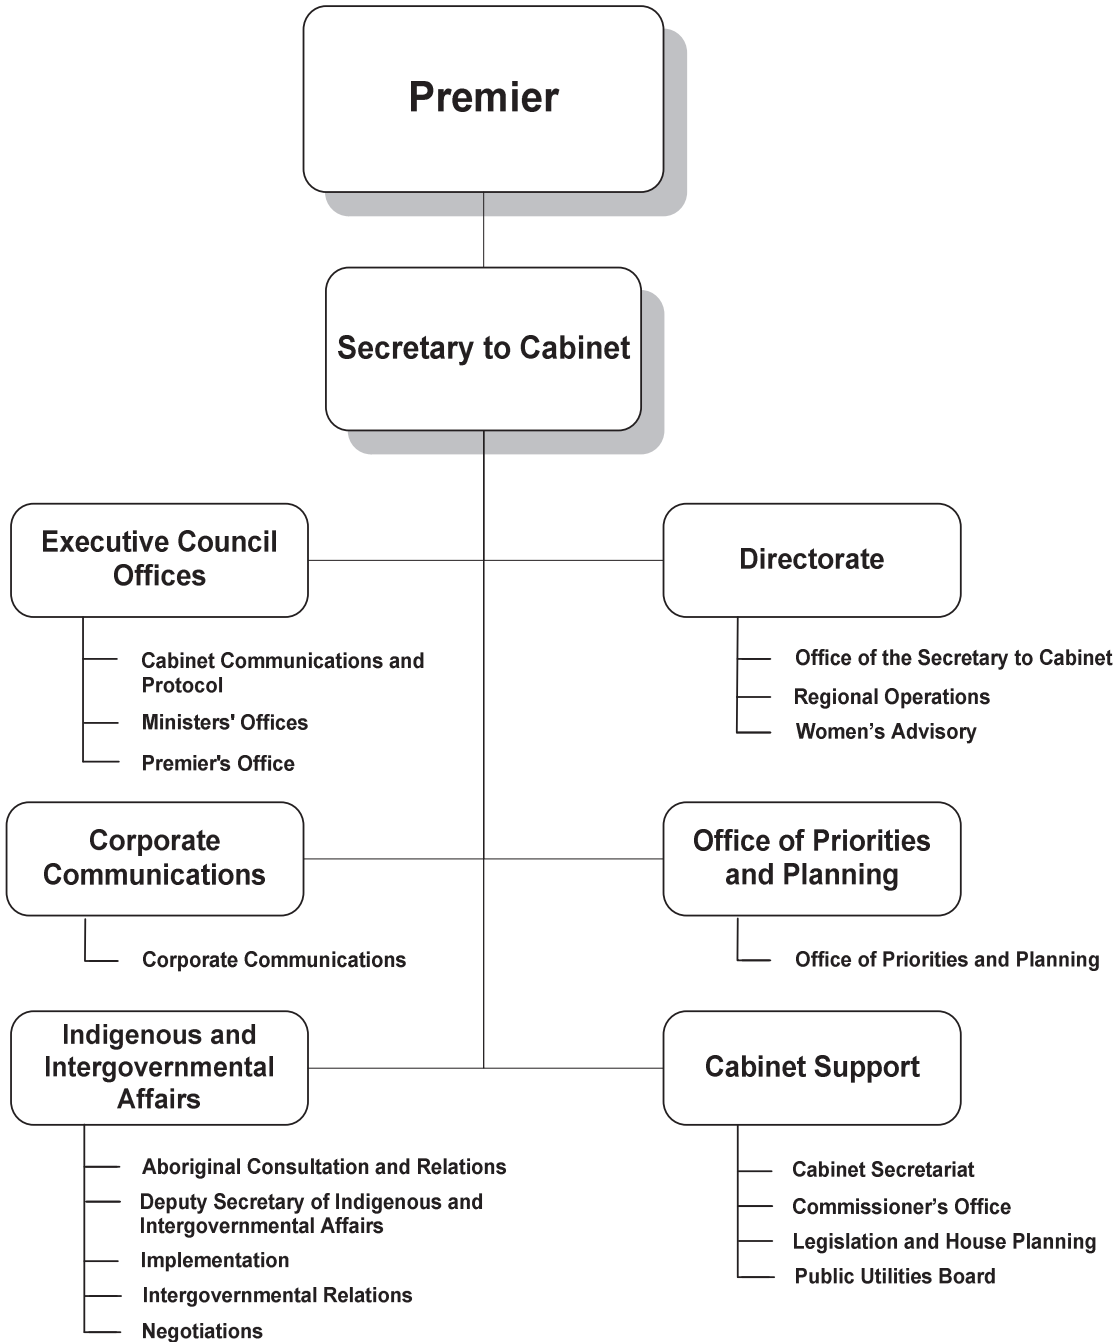 Premier
Secretary to Cabinet
Executive Council
Offices
Cabinet Communications and
Protocol
Ministers' Offices
Premier's Office
Directorate
Office of the Secretary to Cabinet
Regional Operations
Women’s Advisory
Corporate
Communications
Corporate Communications
Office of Priorities
and Planning
Office of Priorities and Planning
Indigenous and
Intergovernmental
Affairs
Aboriginal Consultation and Relations
Deputy Secretary of Indigenous and
Intergovernmental Affairs
Implementation
Intergovernmental Relations
Negotiations
Cabinet Support
Cabinet Secretariat
Commissioner’s Office
Legislation and House Planning
Public Utilities Board